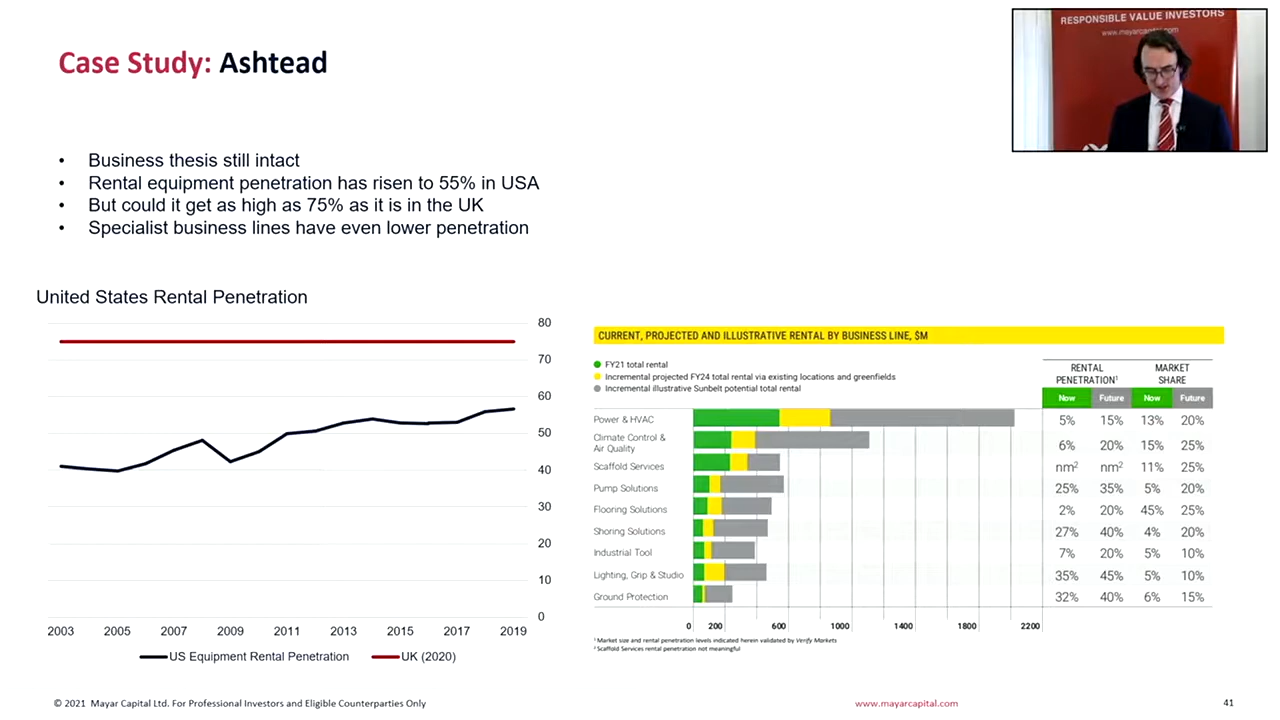 RESPONSIBLE VALUE INVESTORS
www.mayarcapital.com
Case Study: Ashtead
• Business thesis still intact
• Rental equipment penetration has risen to 55% in USA
• But could it get as high as 75% as it is in the UK
• Specialist business lines have even lower penetration
United States Rental Penetration
80
70
60
50
40
30
20
10
0
2003 2005 2007 2009 2011 2013 2015 2017 2019
US Equipment Rental Penetration UK (2020)
CURRENT, PROJECTED AND ILLUSTRATIVE RENTAL BY BUSINESS LINE, $M
FY21 total rental
Incremental projected FY24 total rental via existing locations and greenfields
Incremental illustrative Sunbelt potential total rental
RENTAL PENETRATION¹ MARKET SHARE
Now Future Now Future
Power & HVAC 5% 15% 13% 20%
Climate Control &
Air Quality 6% 20% 15% 25%
Scaffold Services nm² nm² 11% 25%
Pump Solutions 25% 35% 5% 20%
Flooring Solutions 2% 20% 45% 25%
Shoring Solutions 27% 40% 4% 20%
Industrial Tool 7% 20% 5% 10%
Lighting, Grip & Studio 35% 45% 5% 10%
Ground Protection 32% 40% 6% 15%
0 200 600 1000 1400 1800 2200
¹ Market size and rental penetration levels indicated herein validated by Verify Markets
² Scaffold Services rental penetration not meaningful
© 2021 Mayar Capital Ltd. For Professional Investors and Eligible Counterparties Only
www.mayarcapital.com
41